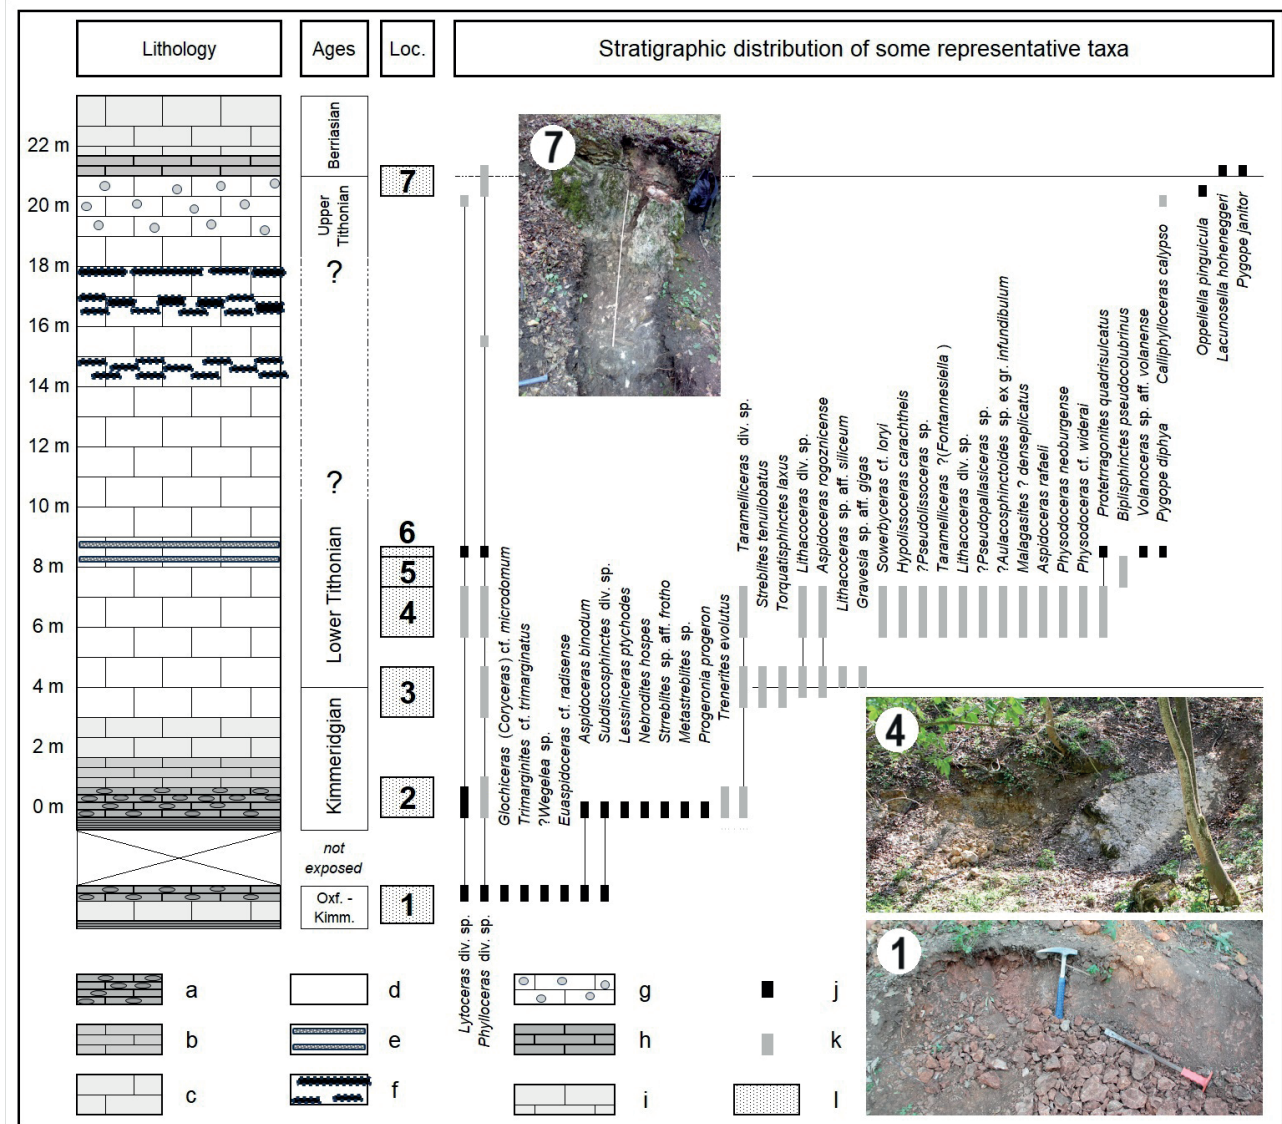 Lithology
Ages
Loc.
Stratigraphic distribution of some representative taxa
22 m
20 m
18 m
16 m
14 m
12 m
10 m
8 m
6 m
4 m
2 m
0 m
Berriasian
Upper
Tithonian
?
?
Lower Tithonian
Kimmeridgian
not
exposed
Oxf. -
Kimm.
7
6
5
4
3
2
1
7
4
1
Lytoceras div. sp.
Phylloceras div. sp.
Glochiceras (Coryceras) cf. microdomum
Trimarginites cf. trimarginatus
?Wegelea sp.
Euaspidoceras cf. radisense
Aspidoceras binodum
Subdiscosphinctes div. sp.
Lessiniceras ptychodes
Nebrodites hospes
Strreblites sp. aff. frotho
Metastreblites sp.
Progeronia progeron
Trenerites evolutus
Taramelliceras div. sp.
Streblites tenuilobatus
Torquatisphinctes laxus
Lithacoceras div. sp.
Aspidoceras rogoznicense
Lithacoceras sp. aff. siliceum
Gravesia sp. aff. gigas
Sowerbyceras cf. loryi
Hypolissoceras carachtheis
?Pseudolissoceras sp.
Taramelliceras ?(Fontannesiella )
Lithacoceras div. sp.
?Pseudopallasiceras sp.
?Aulacosphinctoides sp. ex gr. infundibulum
Malagasites ? denseplicatus
Aspidoceras rafaeli
Physodoceras neoburgense
Physodoceras cf. widerai
Protetrragonites quadrisulcatus
Biplisphinctes pseudocolubrinus
Volanoceras sp. aff. volanense
Pygope diphya
Calliphylloceras calypso
Oppeliella pinguicula
Lacunosella hoheneggeri
Pygope janitor
a
b
c
d
e
f
g
h
i
j
k
l